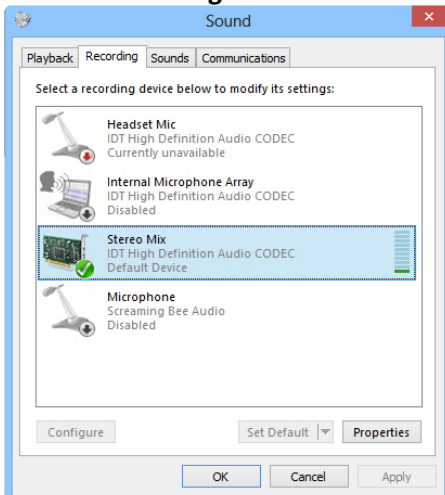 Sound
Playback Recording Sounds Communications
Select a recording device below to modify its settings:
Headset Mic
IDT High Definition Audio CODEC
Currently unavailable
Internal Microphone Array
IDT High Definition Audio CODEC
Disabled
Stereo Mix
IDT High Definition Audio CODEC
Default Device
Microphone
Screaming Bee Audio
Disabled
Configure Set Default Properties
OK Cancel Apply